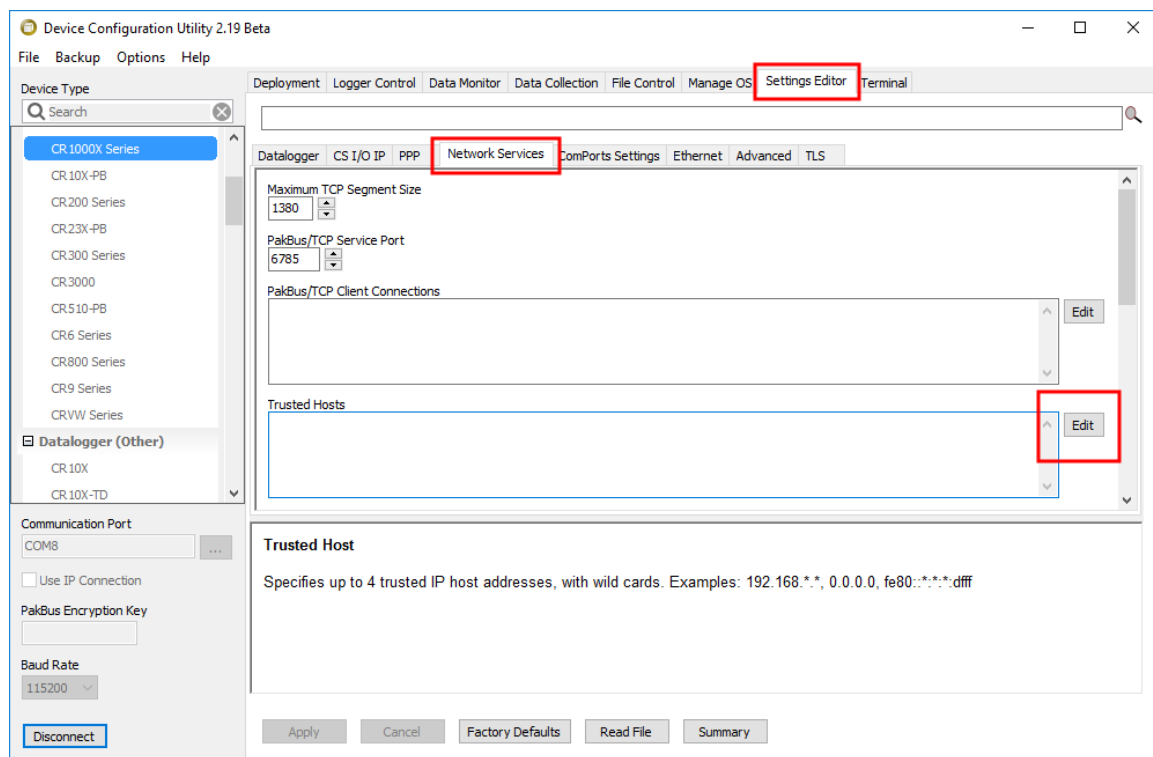 Device Configuration Utility 2.19 Beta
File Backup Options Help
Device Type
Search
CR1000X Series
CR10X-PB
CR200 Series
CR23X-PB
CR300 Series
CR3000
CR510-PB
CR6 Series
CR800 Series
CR9 Series
CRVW Series
Datalogger (Other)
CR10X
CR10X-TD
Communication Port
COM8
...
Use IP Connection
PakBus Encryption Key
Baud Rate
115200
Disconnect
Deployment Logger Control Data Monitor Data Collection File Control Manage OS Settings Editor Terminal
Datalogger CS I/O IP PPP Network Services ComPorts Settings Ethernet Advanced TLS
Maximum TCP Segment Size
1380
PakBus/TCP Service Port
6785
PakBus/TCP Client Connections
Edit
Trusted Hosts
Edit
Trusted Host
Specifies up to 4 trusted IP host addresses, with wild cards. Examples: 192.168.*.*, 0.0.0.0, fe80::*:*:*:dfff
Apply Cancel Factory Defaults Read File Summary